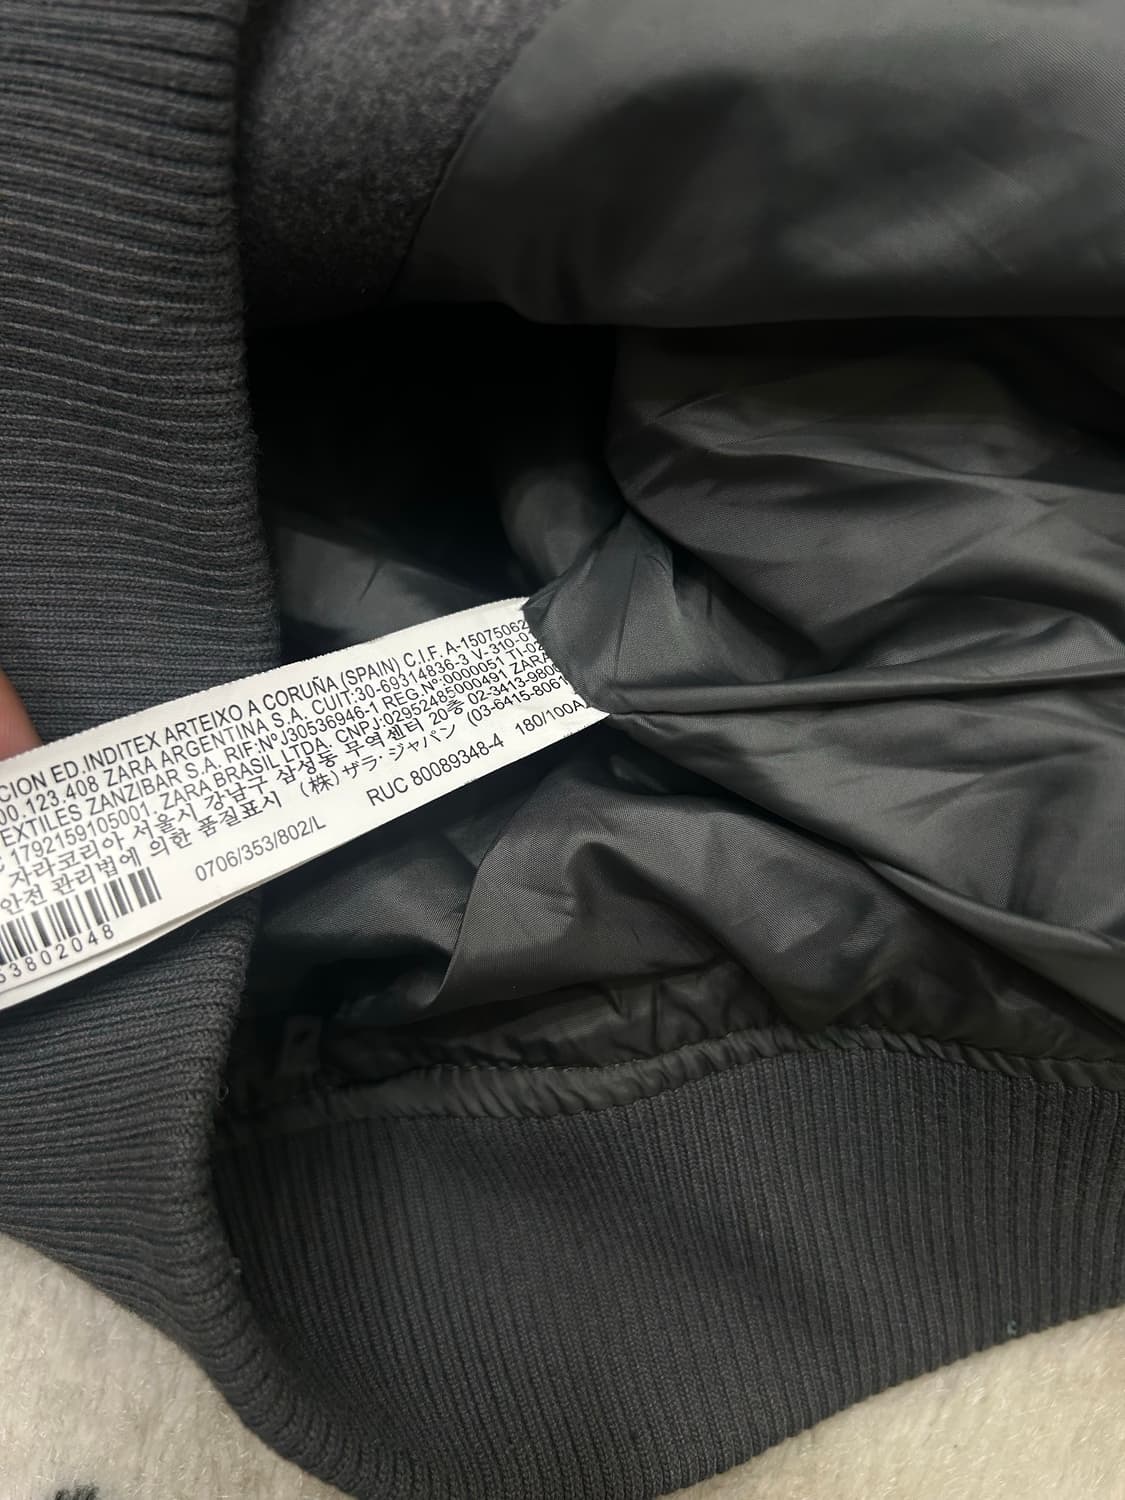 CION ED.INDITEX ARTEIXO A CORUÑA (SPAIN) C.I.F. A-15075062
00.123.408 ZARA ARGENTINA S.A. CUIT:30-69314836-3 V-310-0
EXTILES ZANZIBAR S.A. RIF:Nº J30536946-1 REG.Nº:0000051 TI-0
C 1792159105001. ZARA BRASIL LTDA. CNPJ:02952485000491 ZARA
자라코리아, 서울시 강남구 삼성동 무역센터 20층 02-3413-980
안전 관리법에 의한 품질표시 (株)ザラ・ジャパン (03-6415-8061
RUC 80089348-4 180/100A
0706/353/802/L
53802048